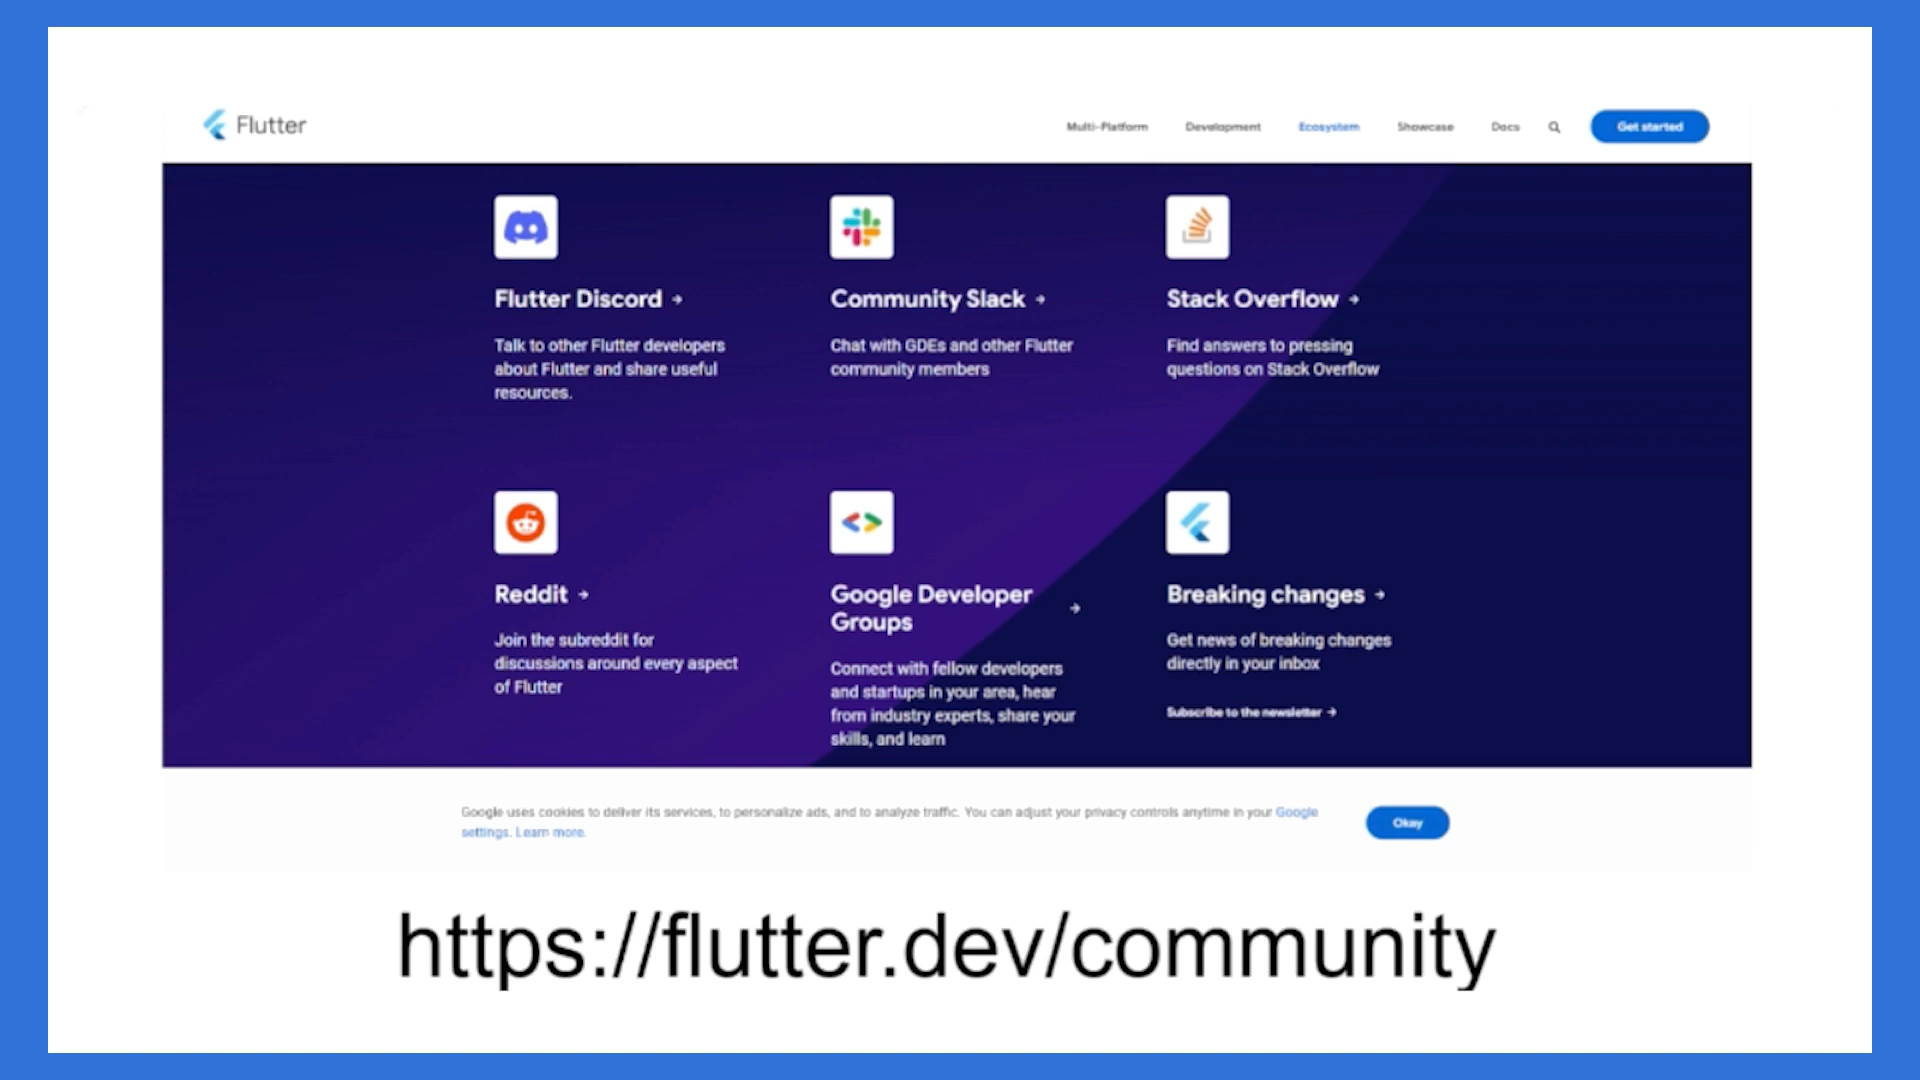 Flutter
Multi-Platform Development Ecosystem Showcase Docs Get started
Flutter Discord →
Talk to other Flutter developers
about Flutter and share useful
resources.
Community Slack →
Chat with GDEs and other Flutter
community members
Stack Overflow →
Find answers to pressing
questions on Stack Overflow
Reddit →
Join the subreddit for
discussions around every aspect
of Flutter
Google Developer
Groups →
Connect with fellow developers
and startups in your area, hear
from industry experts, share your
skills, and learn
Breaking changes →
Get news of breaking changes
directly in your inbox
Subscribe to the newsletter →
Google uses cookies to deliver its services, to personalize ads, and to analyze traffic. You can adjust your privacy controls anytime in your Google
settings. Learn more.
Okay
https://flutter.dev/community